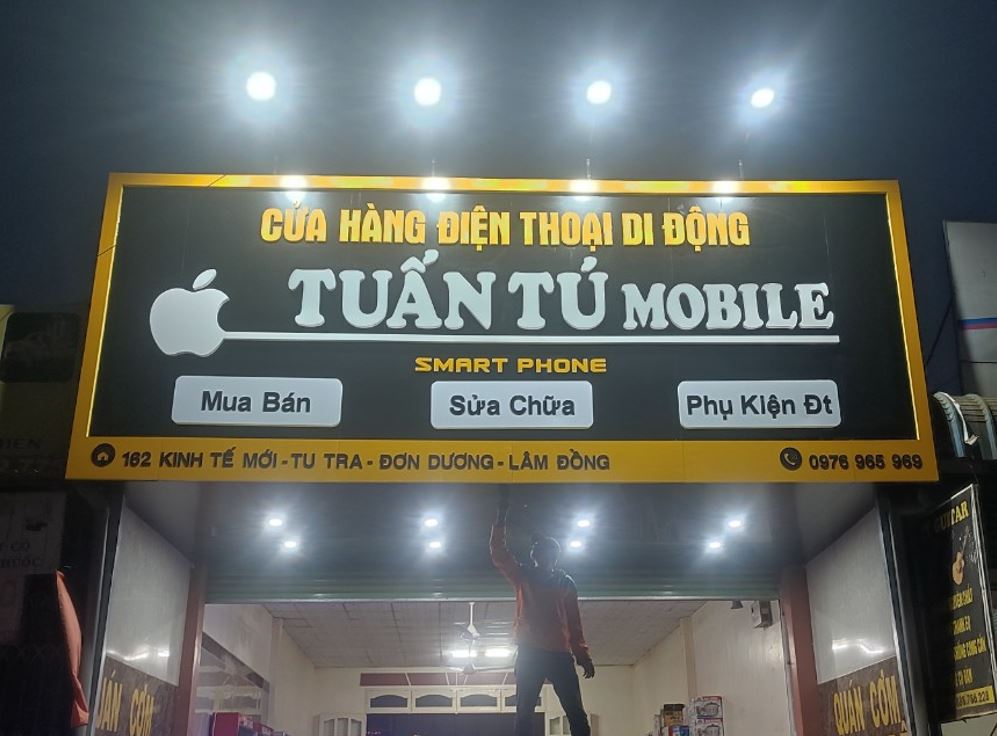 CỬA HÀNG ĐIỆN THOẠI DI ĐỘNG
TUẤN TÚ MOBILE
SMART PHONE
Mua Bán
Sửa Chữa
Phụ Kiện Đt
162 KINH TẾ MỚI - TU TRA - ĐƠN DƯƠNG - LÂM ĐỒNG
0976 965 969
GUITAR
QUÁN CƠM
QUÁN CƠM